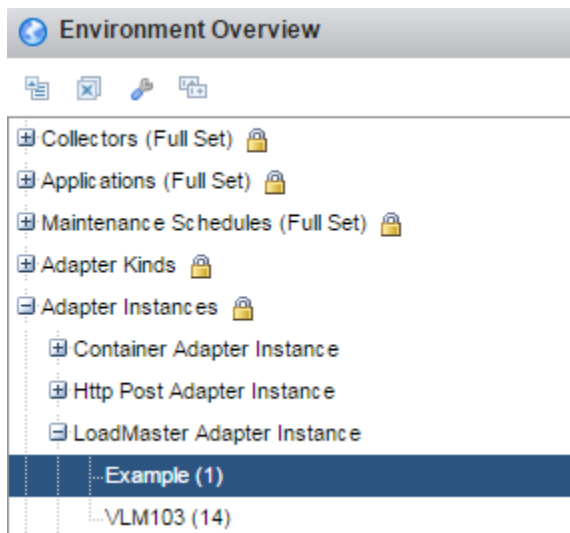 Environment Overview
Collectors (Full Set)
Applications (Full Set)
Maintenance Schedules (Full Set)
Adapter Kinds
Adapter Instances
Container Adapter Instance
Http Post Adapter Instance
LoadMaster Adapter Instance
Example (1)
VLM103 (14)